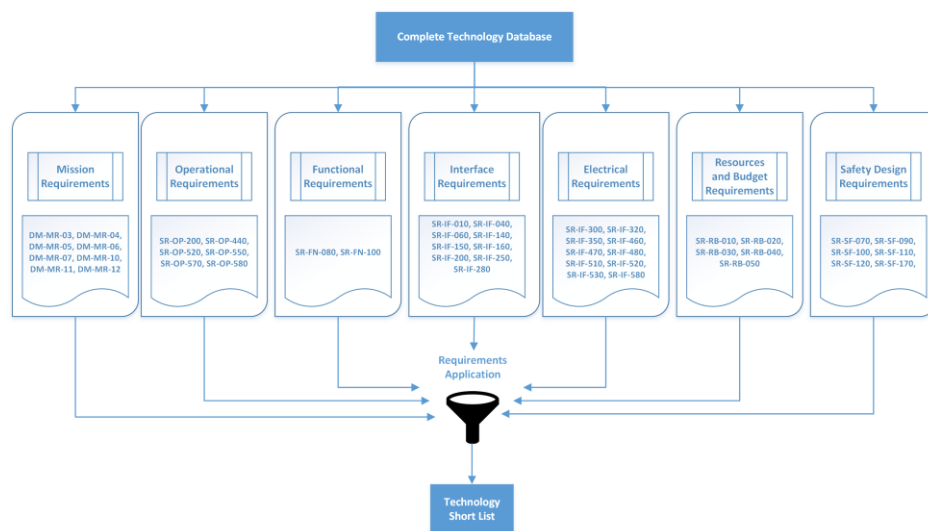 Complete Technology Database
Mission
Requirements
DM-MR-03, DM-MR-04,
DM-MR-05, DM-MR-06,
DM-MR-07, DM-MR-10,
DM-MR-11, DM-MR-12
Operational
Requirements
SR-OP-200, SR-OP-440,
SR-OP-520, SR-OP-550,
SR-OP-570, SR-OP-580
Functional
Requirements
SR-FN-080, SR-FN-100
Interface
Requirements
SR-IF-010, SR-IF-040,
SR-IF-060, SR-IF-140,
SR-IF-150, SR-IF-160,
SR-IF-200, SR-IF-250,
SR-IF-280
Electrical
Requirements
SR-IF-300, SR-IF-320,
SR-IF-350, SR-IF-460,
SR-IF-470, SR-IF-480,
SR-IF-510, SR-IF-520,
SR-IF-530, SR-IF-580
Resources
and Budget
Requirements
SR-RB-010, SR-RB-020,
SR-RB-030, SR-RB-040,
SR-RB-050
Safety Design
Requirements
SR-SF-070, SR-SF-090,
SR-SF-100, SR-SF-110,
SR-SF-120, SR-SF-170,
Requirements
Application
Technology
Short List